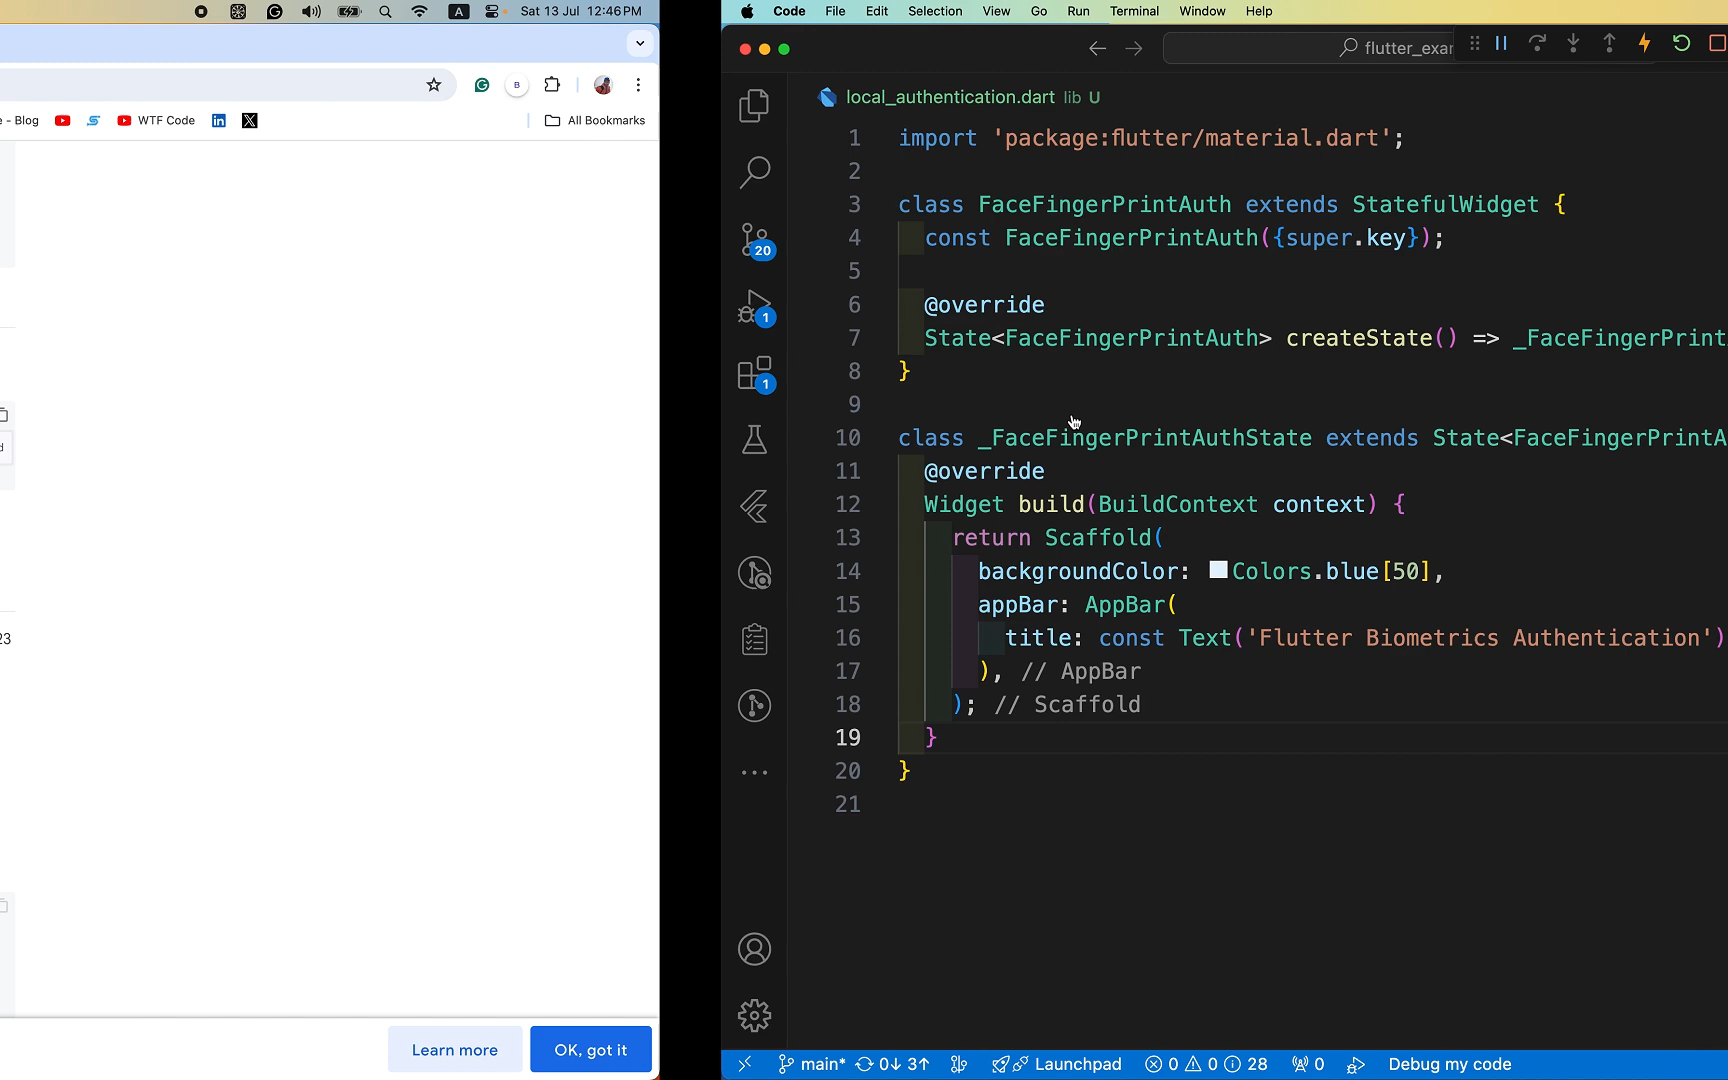 Sat 13 Jul 12:46 PM
Code File Edit Selection View Go Run Terminal Window Help
- Blog
WTF Code
All Bookmarks
d
23
Learn more
OK, got it
flutter_exa
local_authentication.dart lib U
1 import 'package:flutter/material.dart';
2
3 class FaceFingerPrintAuth extends StatefulWidget {
4 const FaceFingerPrintAuth({super.key});
5
6 @override
7 State<FaceFingerPrintAuth> createState() => _FaceFingerPrint
8 }
9
10 class _FaceFingerPrintAuthState extends State<FaceFingerPrintA
11 @override
12 Widget build(BuildContext context) {
13 return Scaffold(
14 backgroundColor: Colors.blue[50],
15 appBar: AppBar(
16 title: const Text('Flutter Biometrics Authentication')
17 ), // AppBar
18 ); // Scaffold
19 }
20 }
21
20
1
1
main* 0↓ 3↑ Launchpad 0 0 28 0 Debug my code